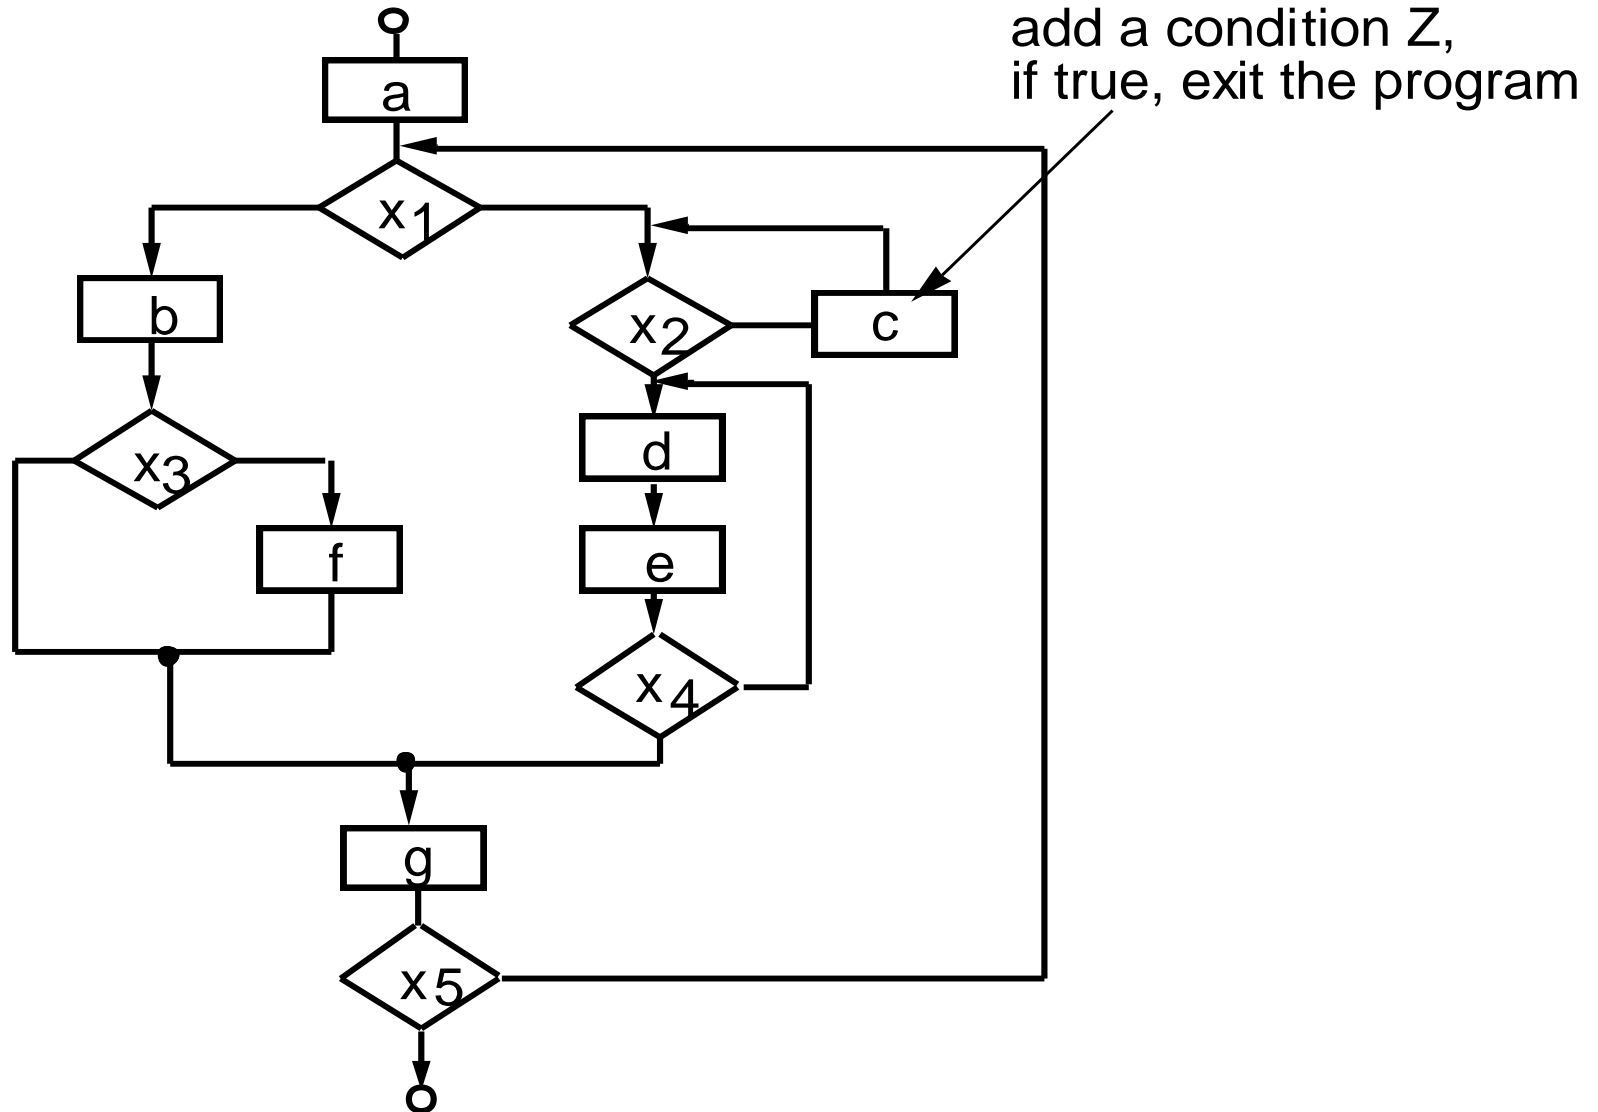 add a condition Z,
if true, exit the program
a
x1
b
x2
c
x3
d
f
e
x4
g
x5